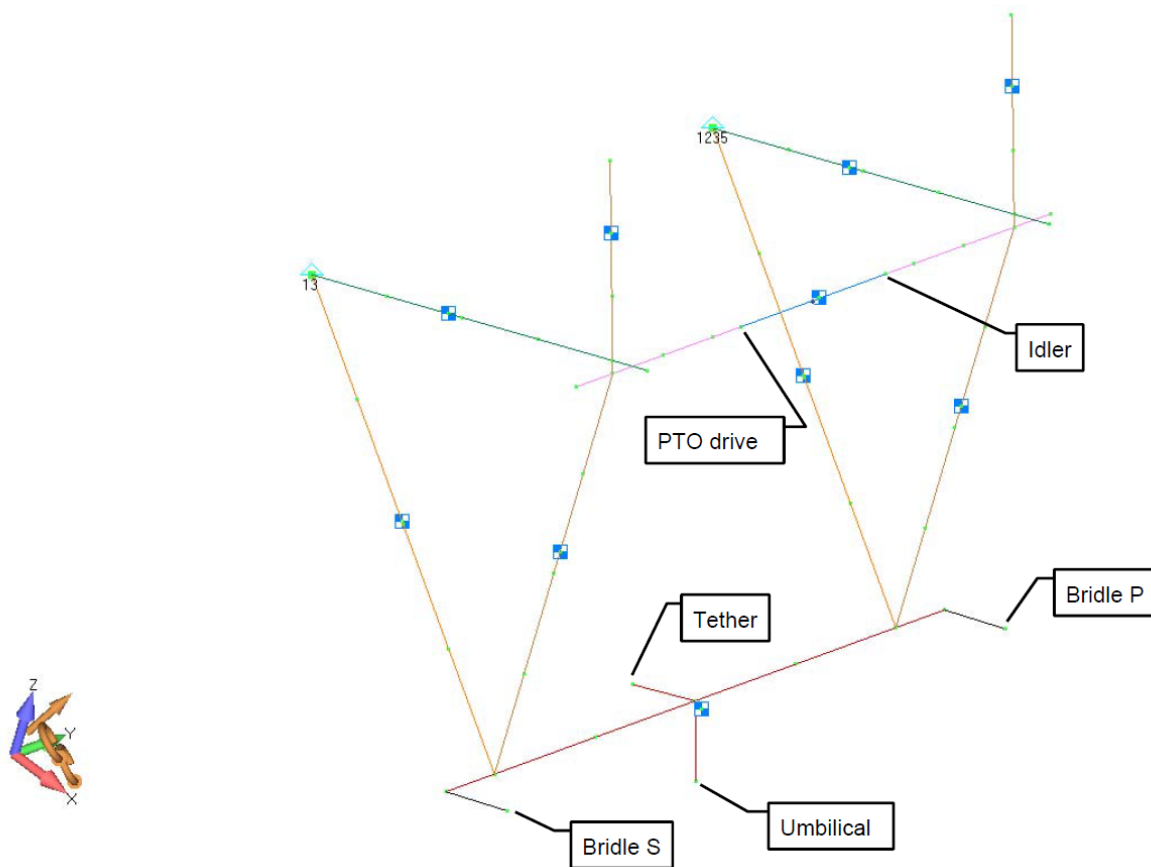 1235
13
Idler
PTO drive
Bridle P
Tether
Z
Y
X
Umbilical
Bridle S